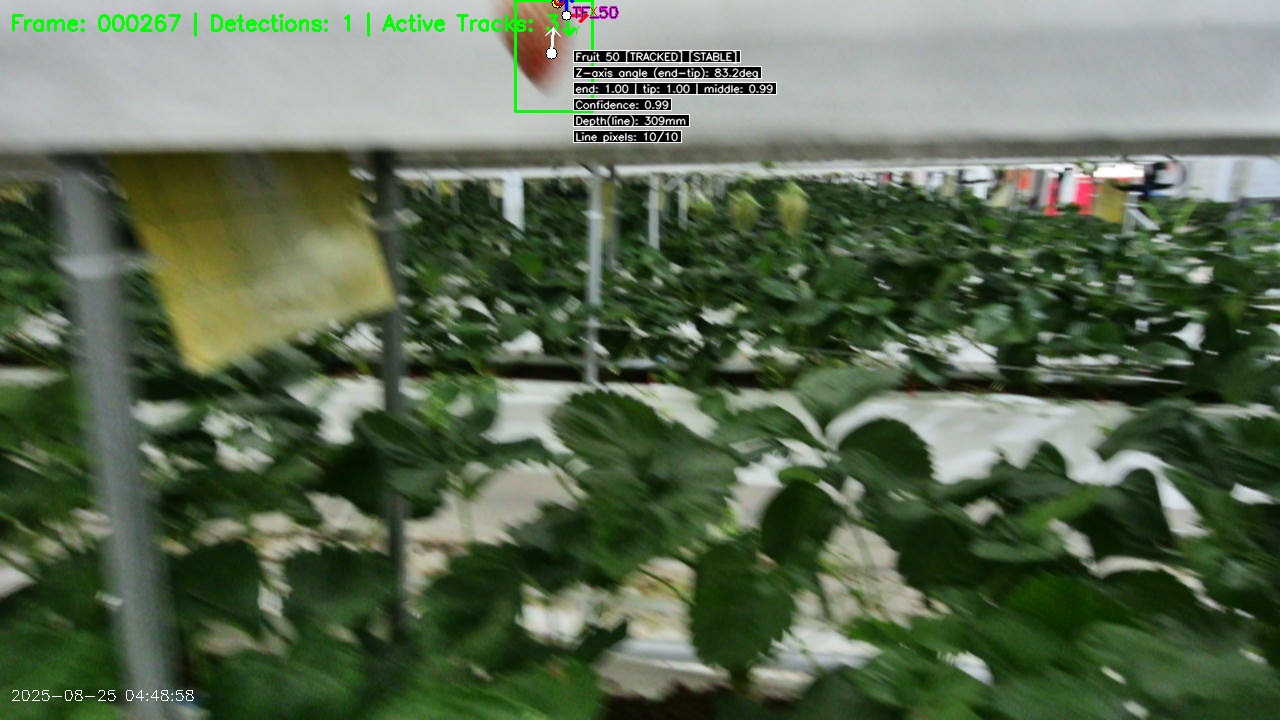 Frame: 000267 | Detections: 1 | Active Tracks:
Fruit 50 [TRACKED] [STABLE]
Z-axis angle (end-tip): 83.2deg
end: 1.00 | tip: 1.00 | middle: 0.99
Confidence: 0.99
Depth(line): 309mm
Line pixels: 10/10
2025-08-25 04:48:58